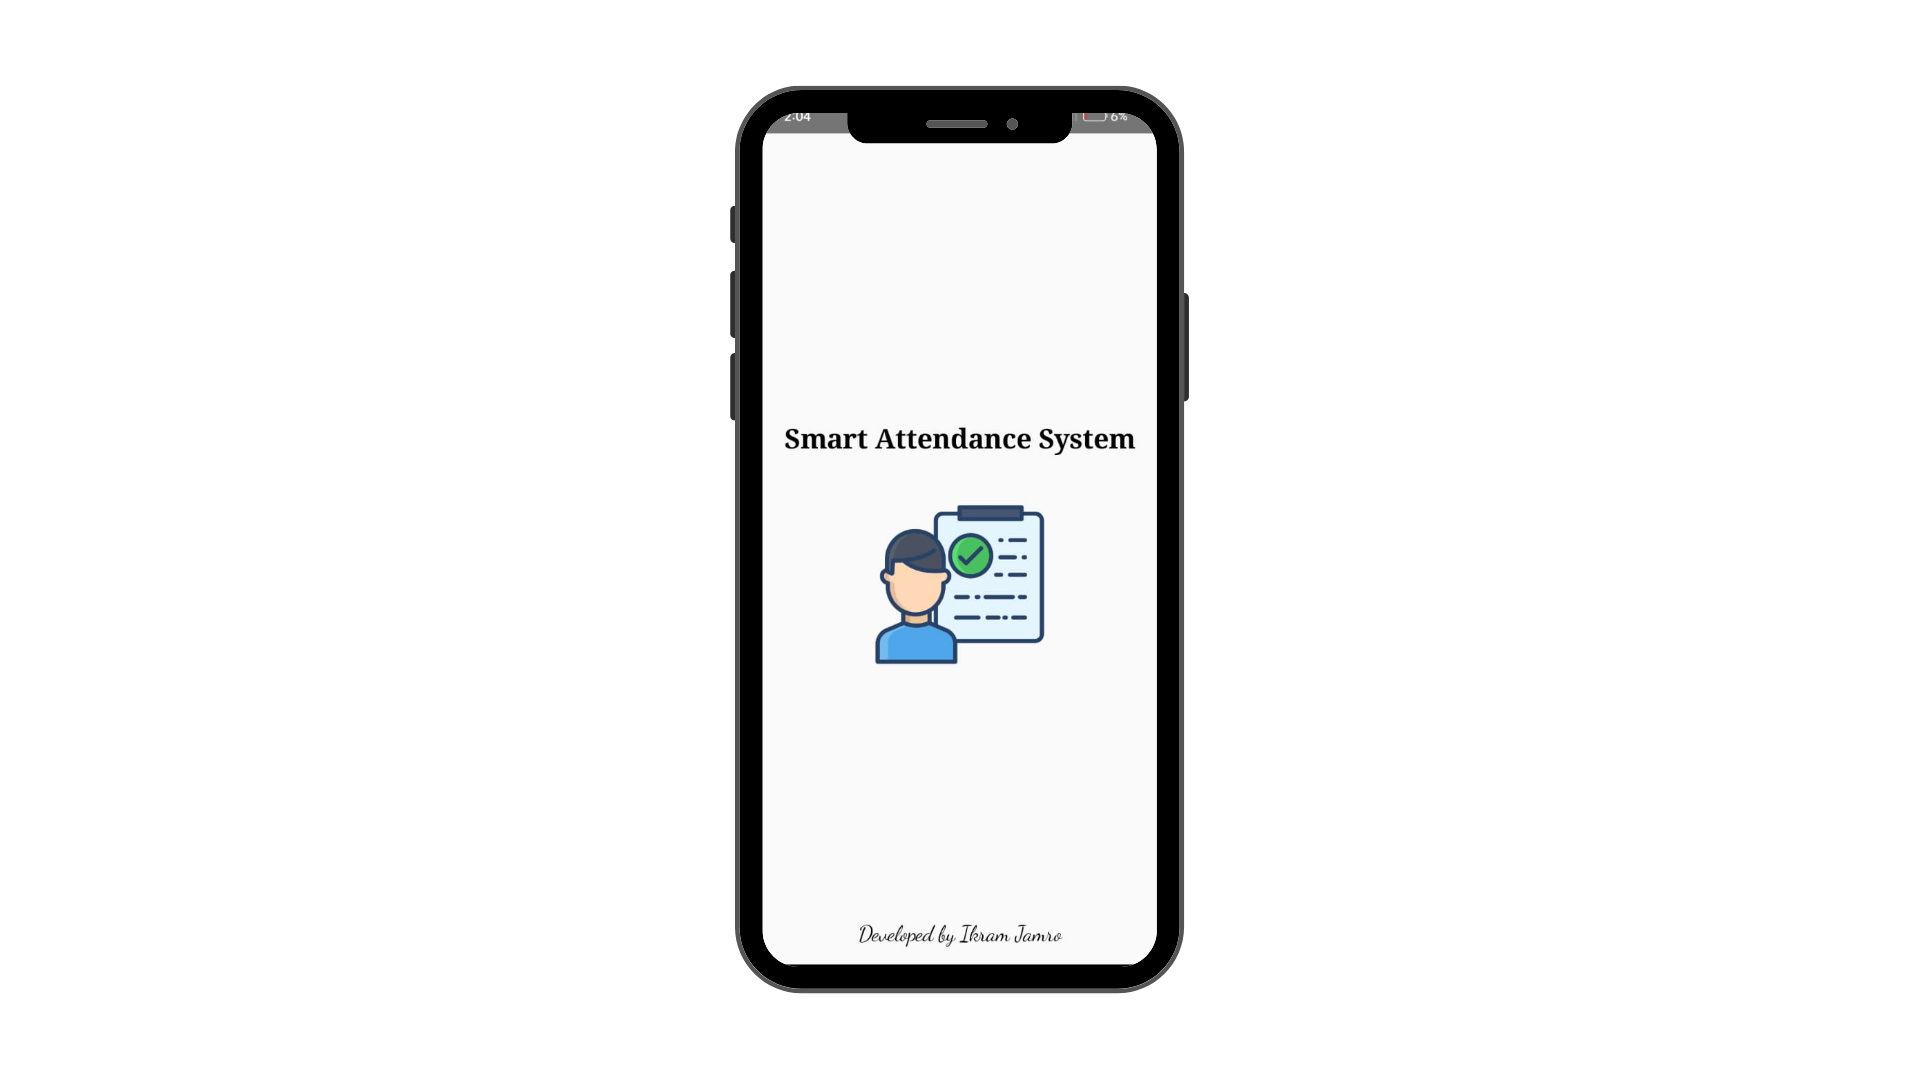 2:04 6%
Smart Attendance System
Developed by Ikram Jamro